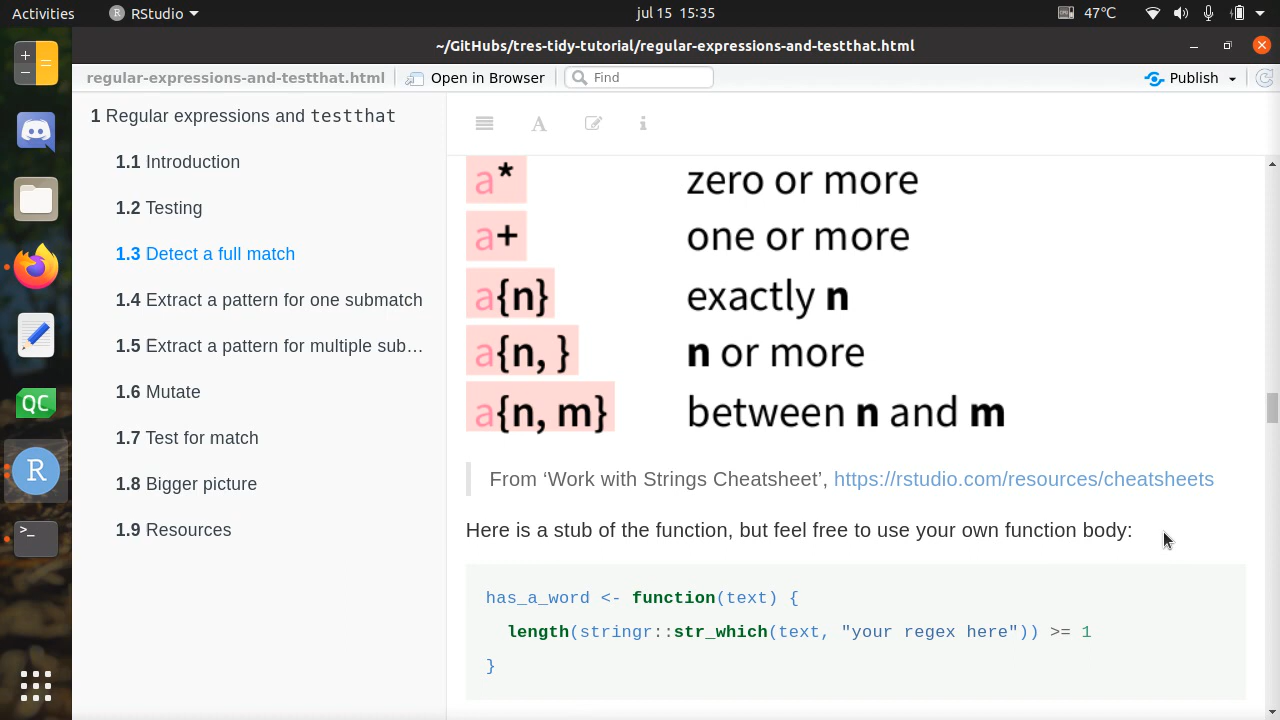 Activities RStudio jul 15 15:35 47°C
~/GitHubs/tres-tidy-tutorial/regular-expressions-and-testthat.html
regular-expressions-and-testthat.html Open in Browser Find Publish
1 Regular expressions and testthat
1.1 Introduction
1.2 Testing
1.3 Detect a full match
1.4 Extract a pattern for one submatch
1.5 Extract a pattern for multiple sub…
1.6 Mutate
1.7 Test for match
1.8 Bigger picture
1.9 Resources
A i
a* zero or more
a+ one or more
a{n} exactly n
a{n, } n or more
a{n, m} between n and m
From ‘Work with Strings Cheatsheet’, https://rstudio.com/resources/cheatsheets
Here is a stub of the function, but feel free to use your own function body:
has_a_word <- function(text) {
length(stringr::str_which(text, "your regex here")) >= 1
}
QC
R
>_